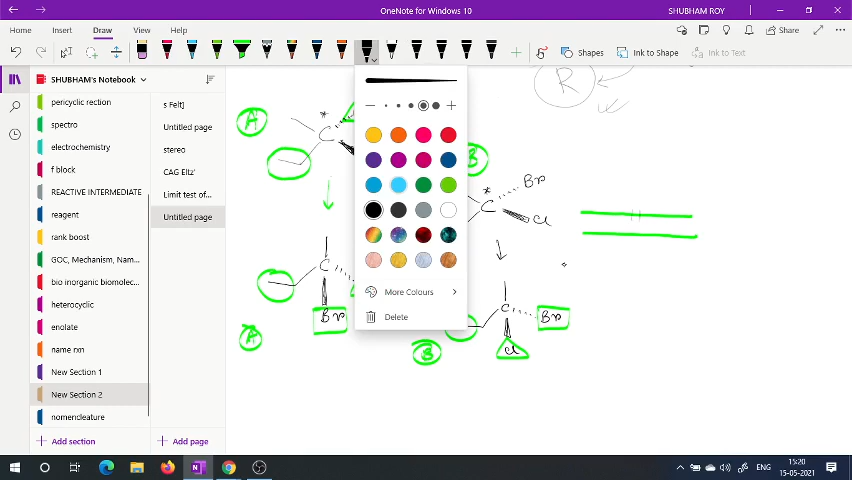 OneNote for Windows 10
SHUBHAM ROY
Home Insert Draw View Help
Share
Shapes Ink to Shape Ink to Text
SHUBHAM's Notebook
pericyclic rection
spectro
electrochemistry
f block
REACTIVE INTERMEDIATE
reagent
rank boost
GOC, Mechanism, Nam...
bio inorganic biomolec...
heterocyclic
enolate
name rxn
New Section 1
New Section 2
nomencleature
Add section
s Felt]
Untitled page
stereo
CAG Eltz'
Limit test of...
Untitled page
Add page
More Colours
Delete
R
A
*
C
B
*
C
Br
Cl
C
Br
A
C
Br
Cl
B
ENG
15:20
15-05-2021